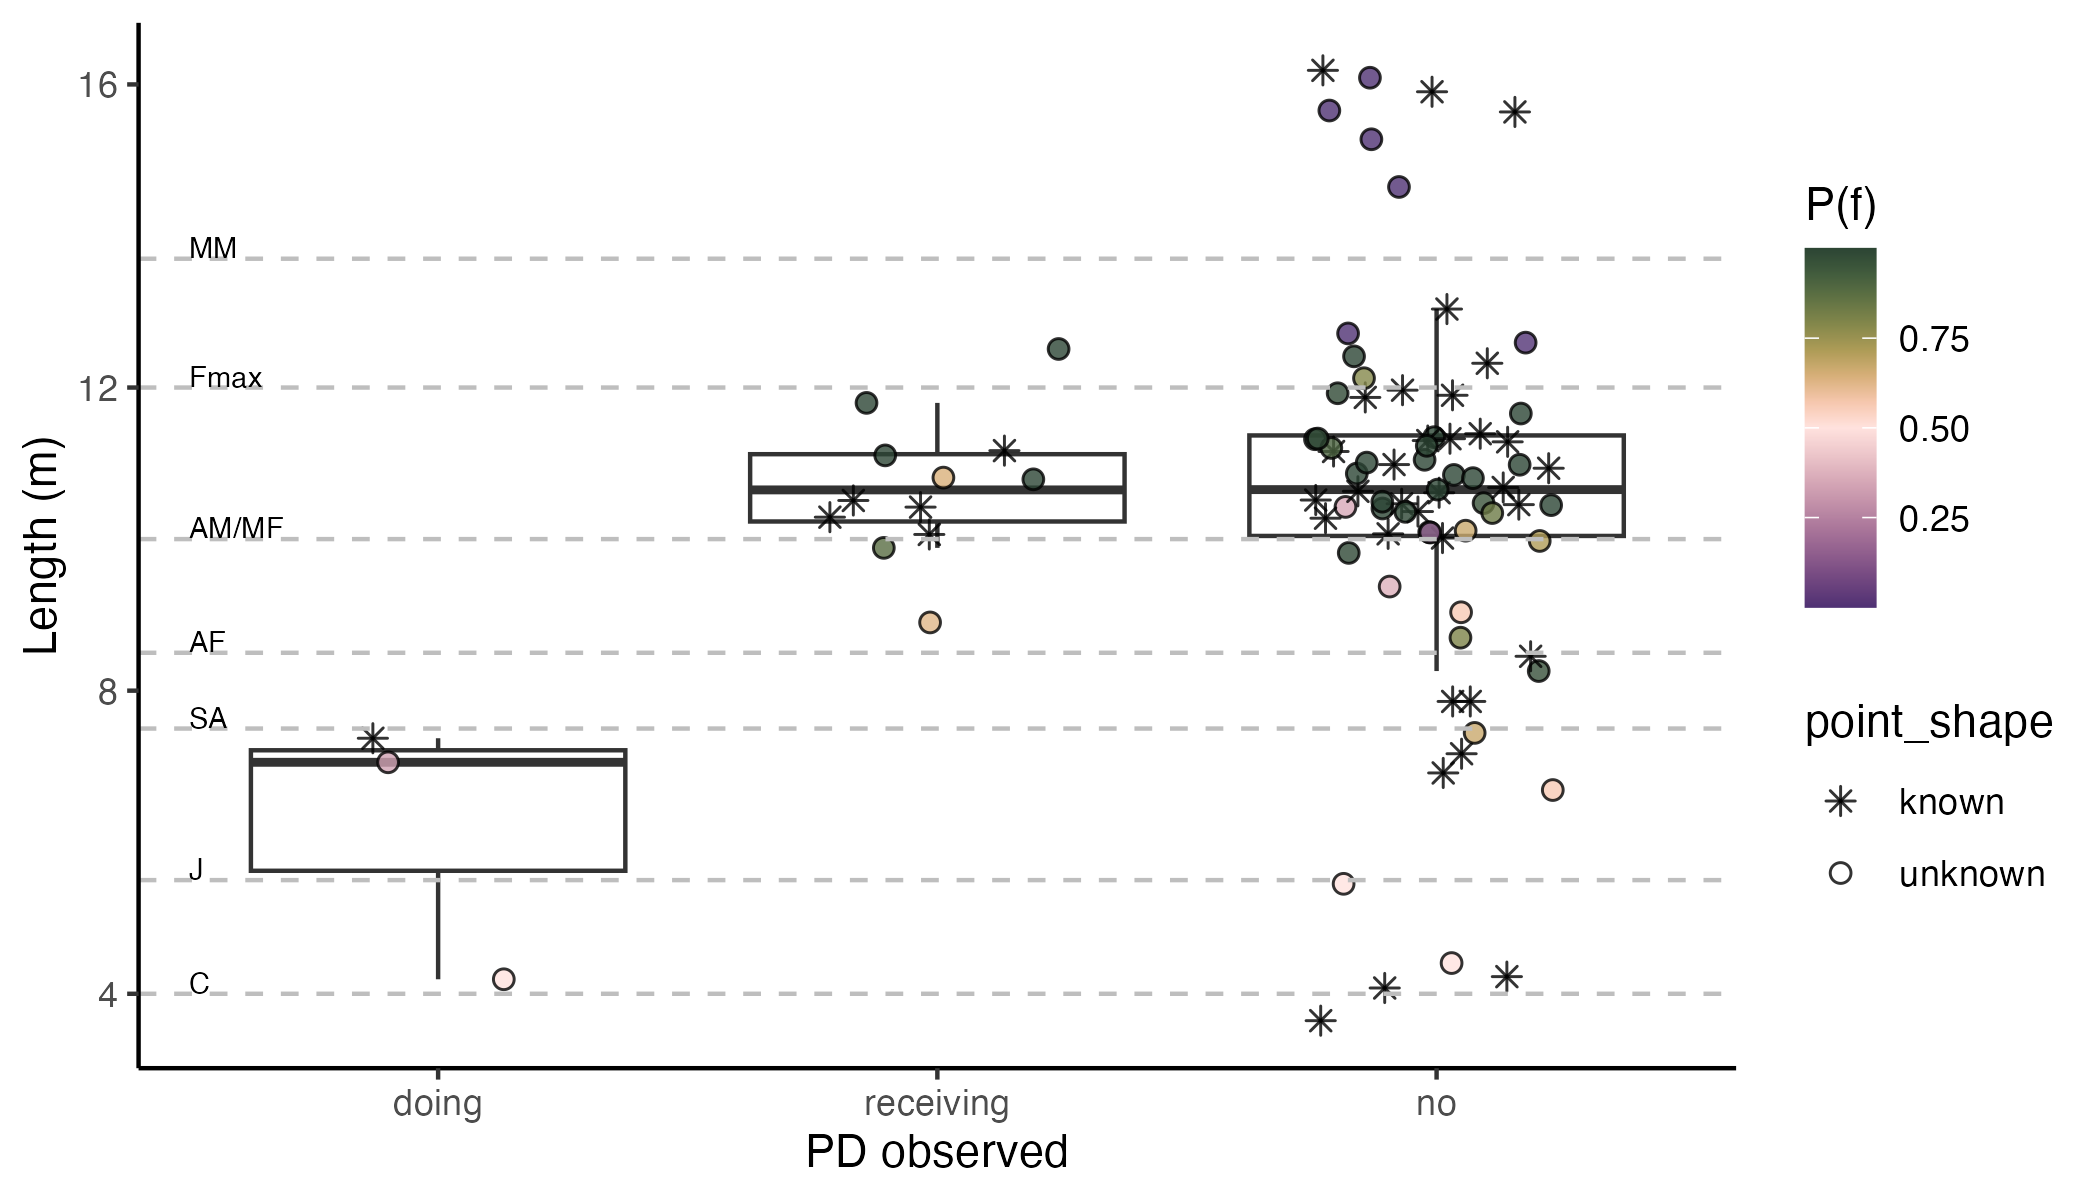 16
12
8
4
Length (m)
MM
Fmax
AM/MF
AF
SA
J
C
doing
receiving
no
PD observed
P(f)
0.75
0.50
0.25
point_shape
known
unknown